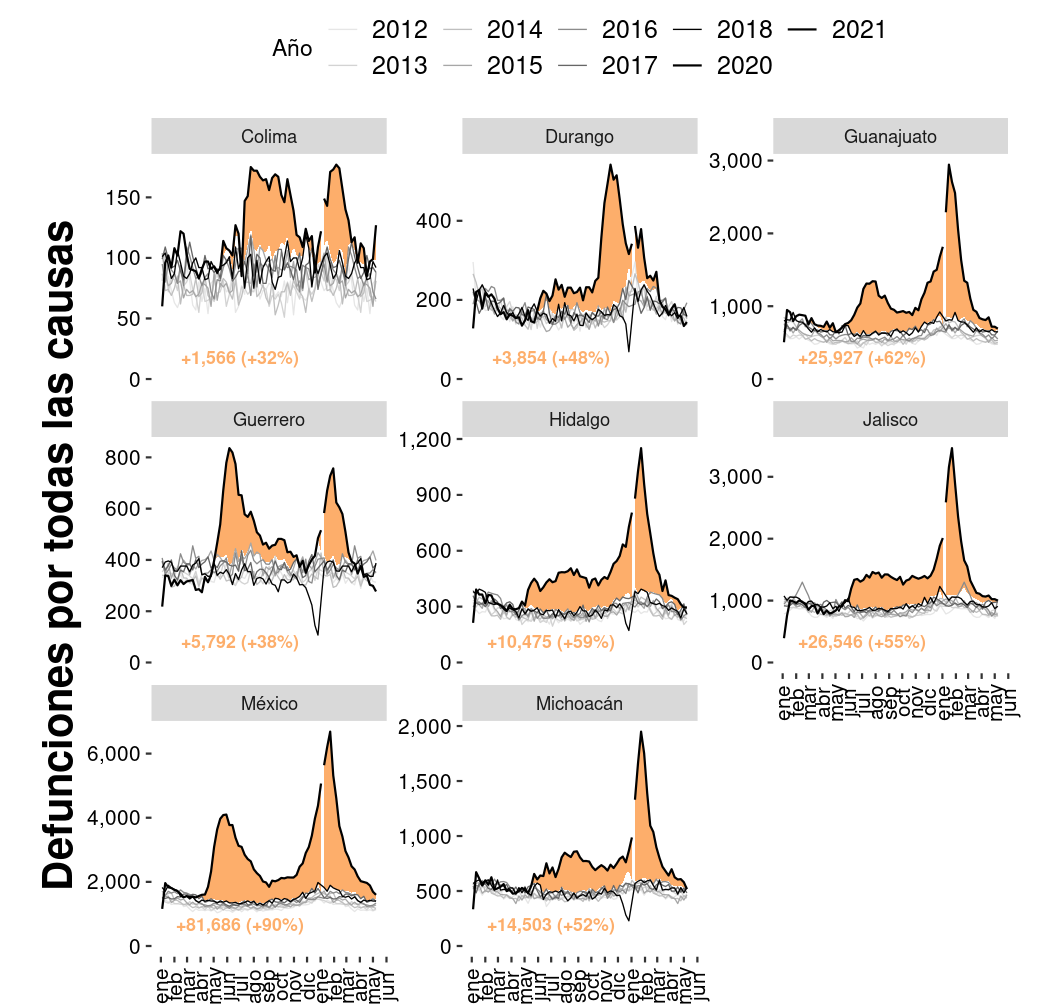 Año
2012 2014 2016 2018 2021
2013 2015 2017 2020
Defunciones por todas las causas
Colima
150
100
50
0
+1,566 (+32%)
Durango
400
200
0
+3,854 (+48%)
Guanajuato
3,000
2,000
1,000
0
+25,927 (+62%)
Guerrero
800
600
400
200
0
+5,792 (+38%)
Hidalgo
1,200
900
600
300
0
+10,475 (+59%)
Jalisco
3,000
2,000
1,000
0
+26,546 (+55%)
ene feb mar abr may jun jul ago sep oct nov dic ene feb mar abr may jun
México
6,000
4,000
2,000
0
+81,686 (+90%)
ene feb mar abr may jun jul ago sep oct nov dic ene feb mar abr may jun
Michoacán
2,000
1,500
1,000
500
0
+14,503 (+52%)
ene feb mar abr may jun jul ago sep oct nov dic ene feb mar abr may jun